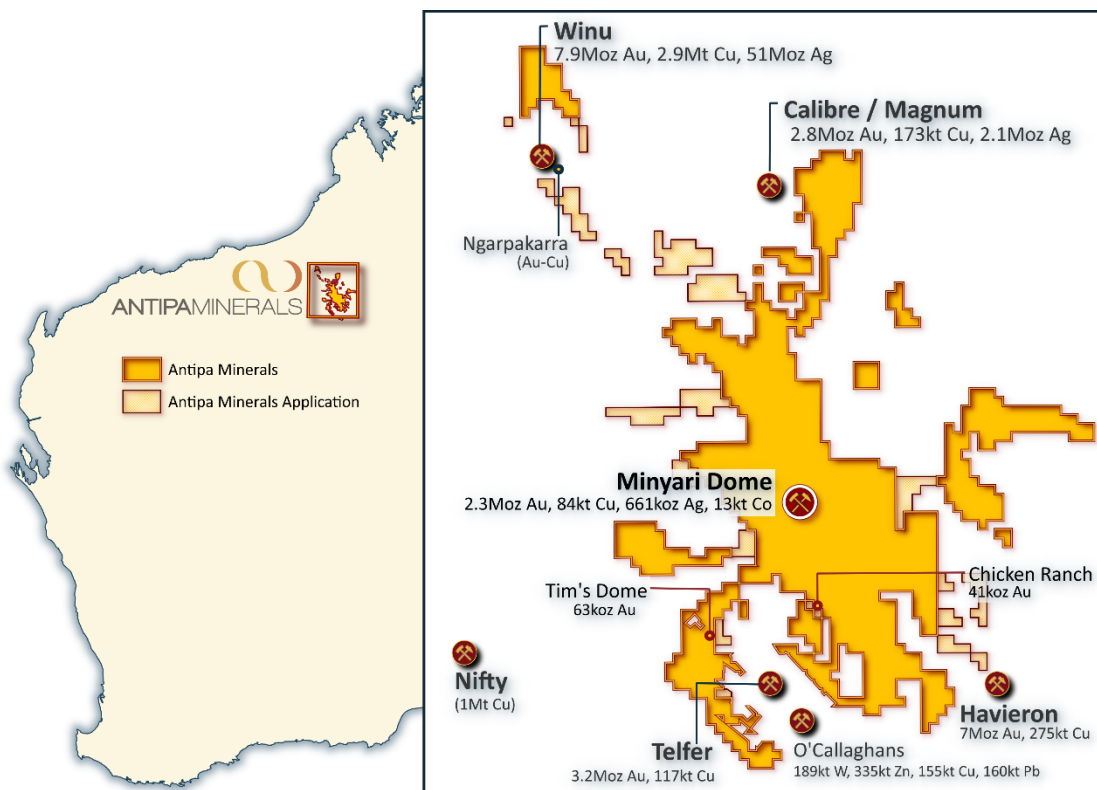 Winu
7.9Moz Au, 2.9Mt Cu, 51Moz Ag
Calibre / Magnum
2.8Moz Au, 173kt Cu, 2.1Moz Ag
Ngarpakarra
(Au-Cu)
A
ANTIPAMINERALS
Antipa Minerals
Antipa Minerals Application
Minyari Dome
2.3Moz Au, 84kt Cu, 661koz Ag, 13kt Co
Tim's Dome
63koz Au
Chicken Ranch
41koz Au
Nifty
(1Mt Cu)
Telfer
3.2Moz Au, 117kt Cu
O'Callaghans
189kt W, 335kt Zn, 155kt Cu, 160kt Pb
Havieron
7Moz Au, 275kt Cu